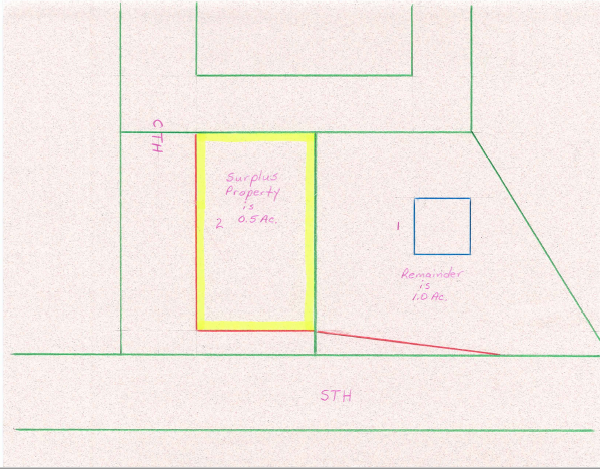 CTH
Surplus
Property
is
2 0.5 Ac.
1
Remainder
is
1.0 Ac.
STH